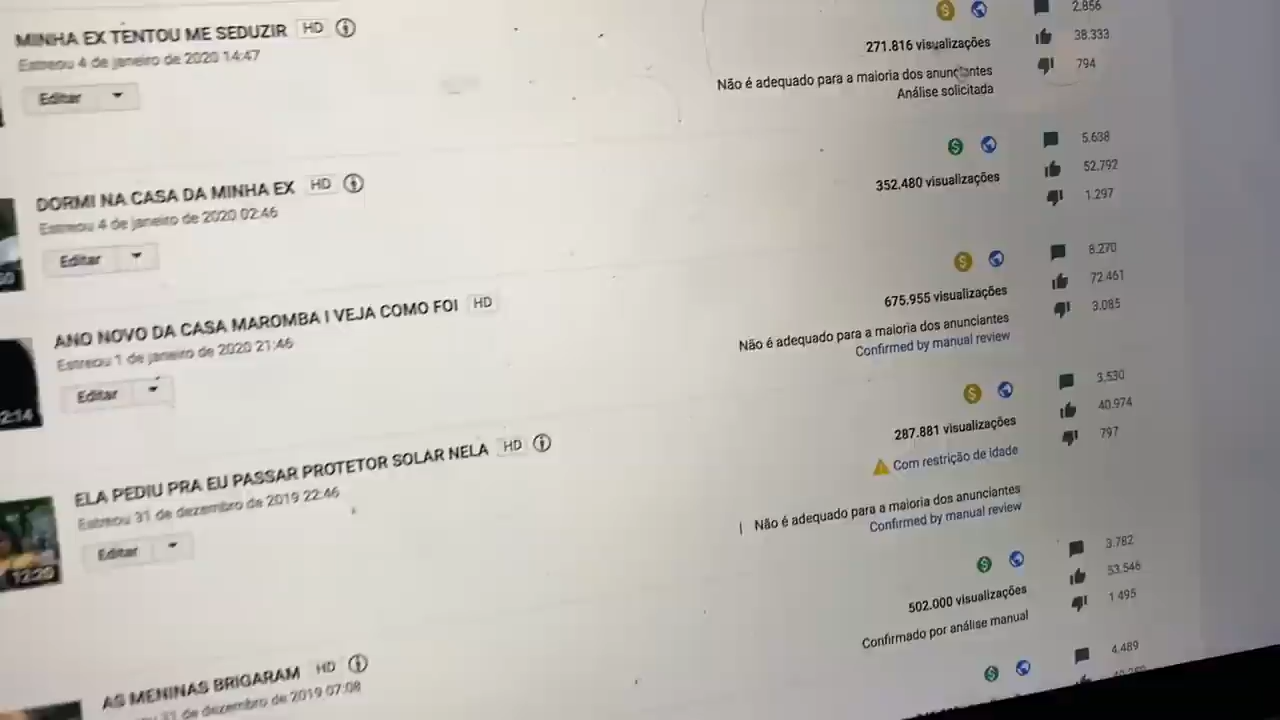 MINHA EX TENTOU ME SEDUZIR HD
Estreou 4 de janeiro de 2020 14:47
Editar
2.856
271.816 visualizações
38.333
Não é adequado para a maioria dos anunciantes
794
Análise solicitada
DORMI NA CASA DA MINHA EX HD
Estreou 4 de janeiro de 2020 02:46
Editar
5.638
352.480 visualizações
52.792
1.297
ANO NOVO DA CASA MAROMBA I VEJA COMO FOI HD
Estreou 1 de janeiro de 2020 21:46
Editar
2:14
8.270
675.955 visualizações
72.461
Não é adequado para a maioria dos anunciantes
3.085
Confirmed by manual review
ELA PEDIU PRA EU PASSAR PROTETOR SOLAR NELA HD
Estreou 31 de dezembro de 2019 22:46
Editar
3.530
287.881 visualizações
40.974
Com restrição de idade
797
| Não é adequado para a maioria dos anunciantes
Confirmed by manual review
3.782
502.000 visualizações
53.546
Confirmado por análise manual
1.495
AS MENINAS BRIGARAM HD
31 de dezembro de 2019 07:08
4.489